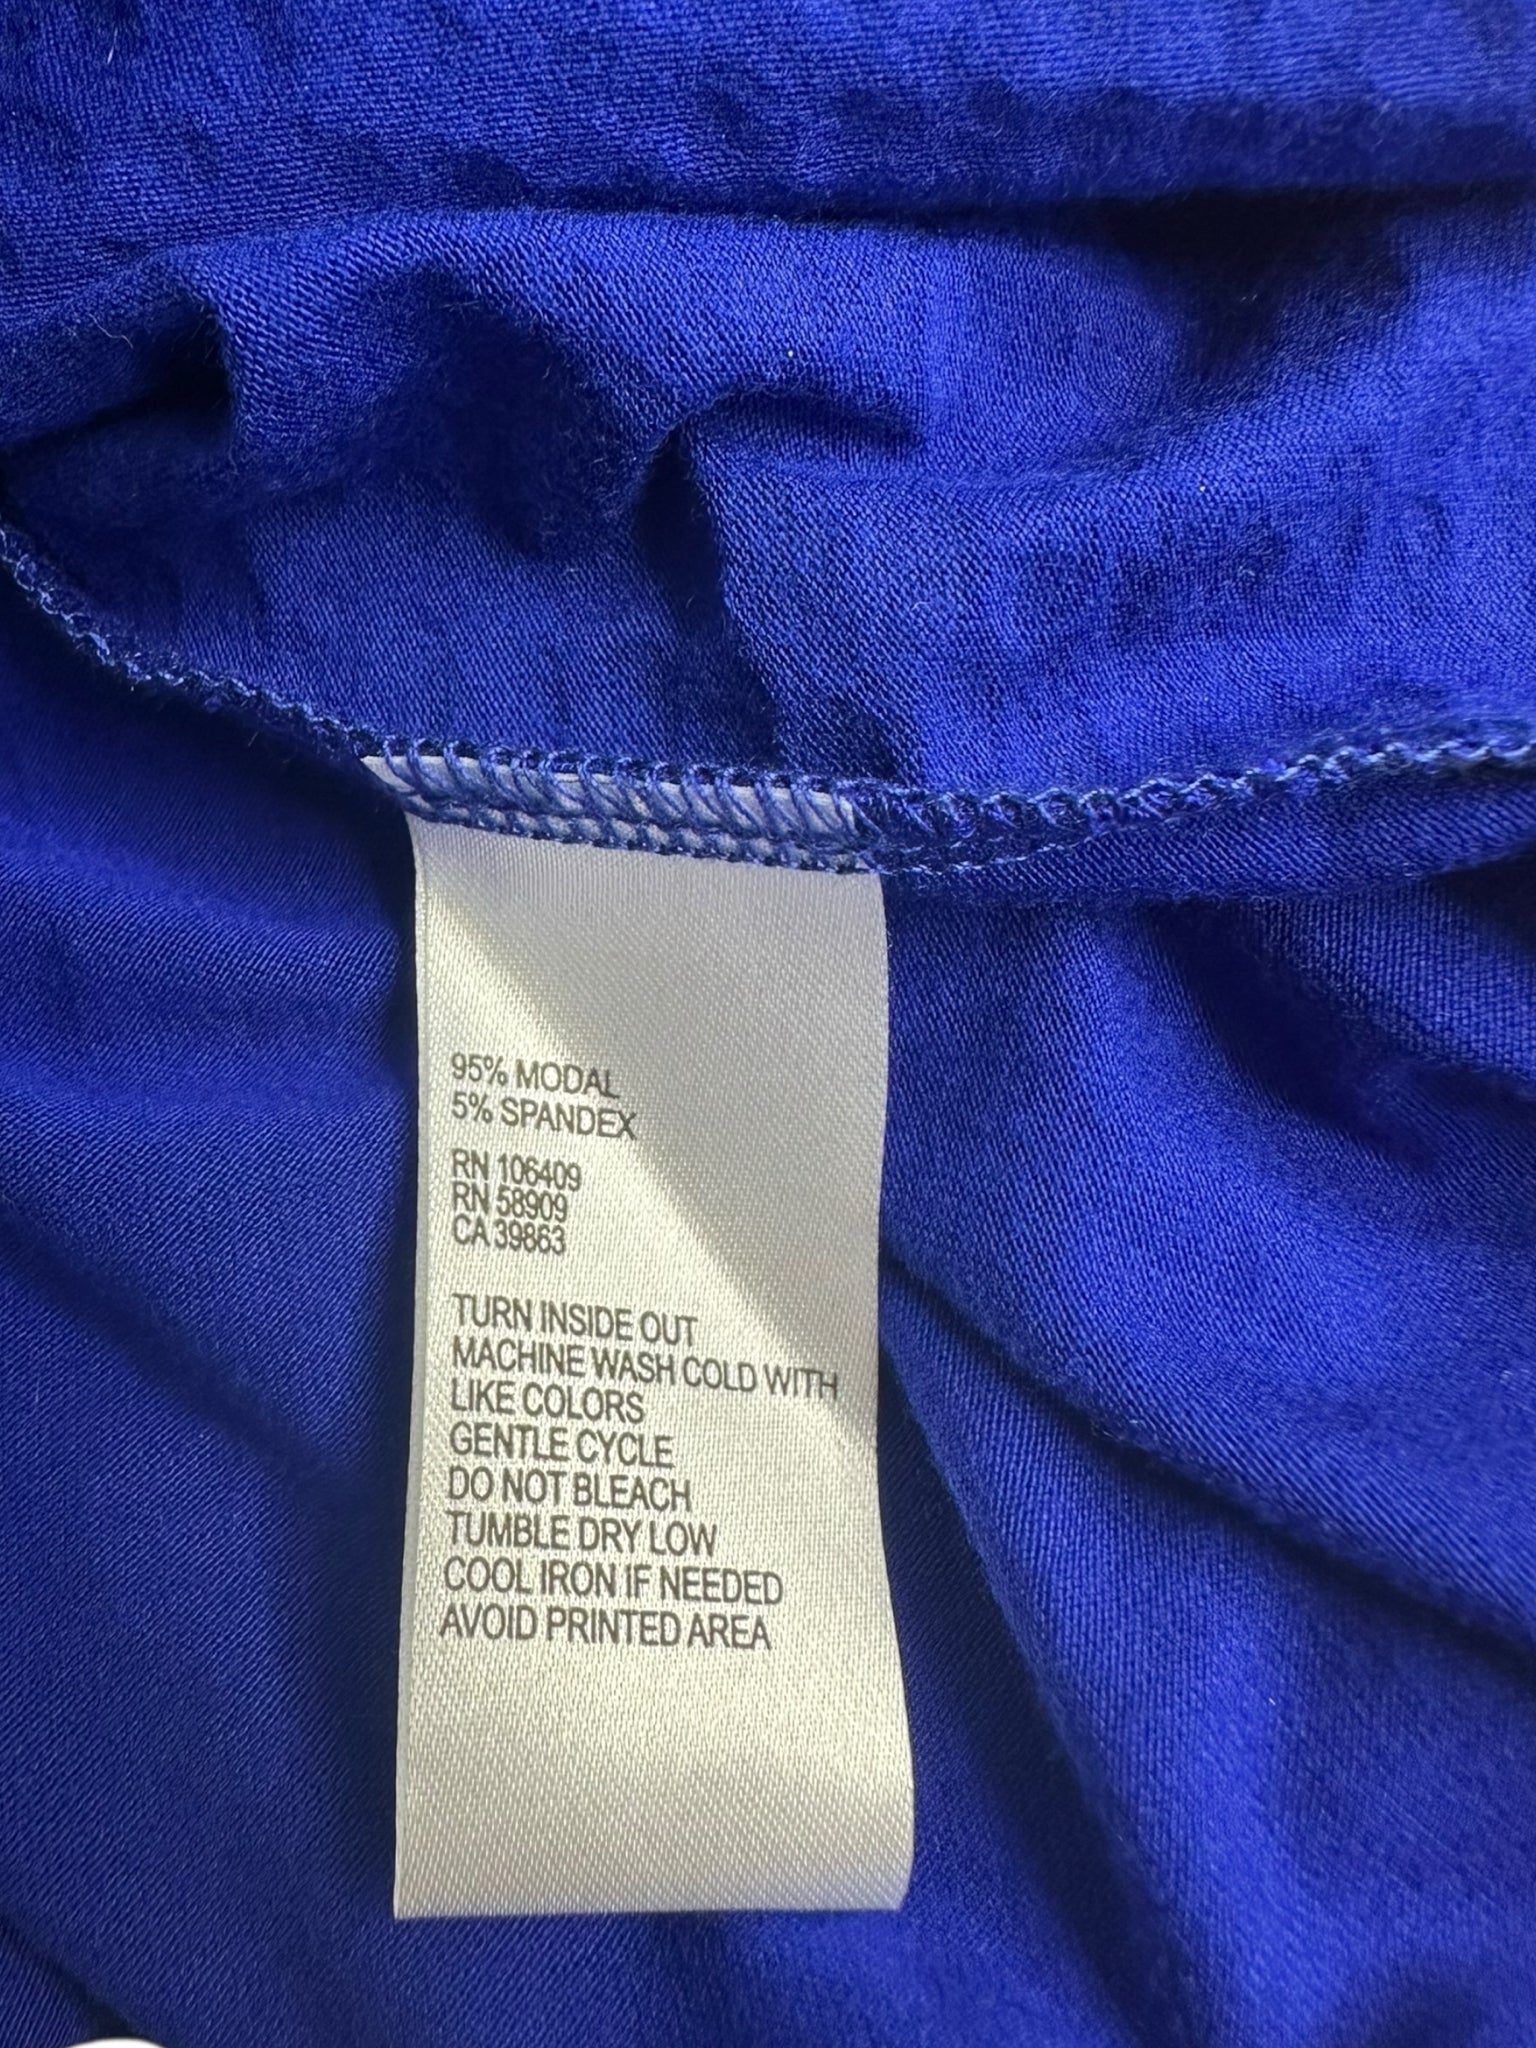 95% MODAL
5% SPANDEX
RN 106409
RN 58909
CA 39863
TURN INSIDE OUT
MACHINE WASH COLD WITH
LIKE COLORS
GENTLE CYCLE
DO NOT BLEACH
TUMBLE DRY LOW
COOL IRON IF NEEDED
AVOID PRINTED AREA